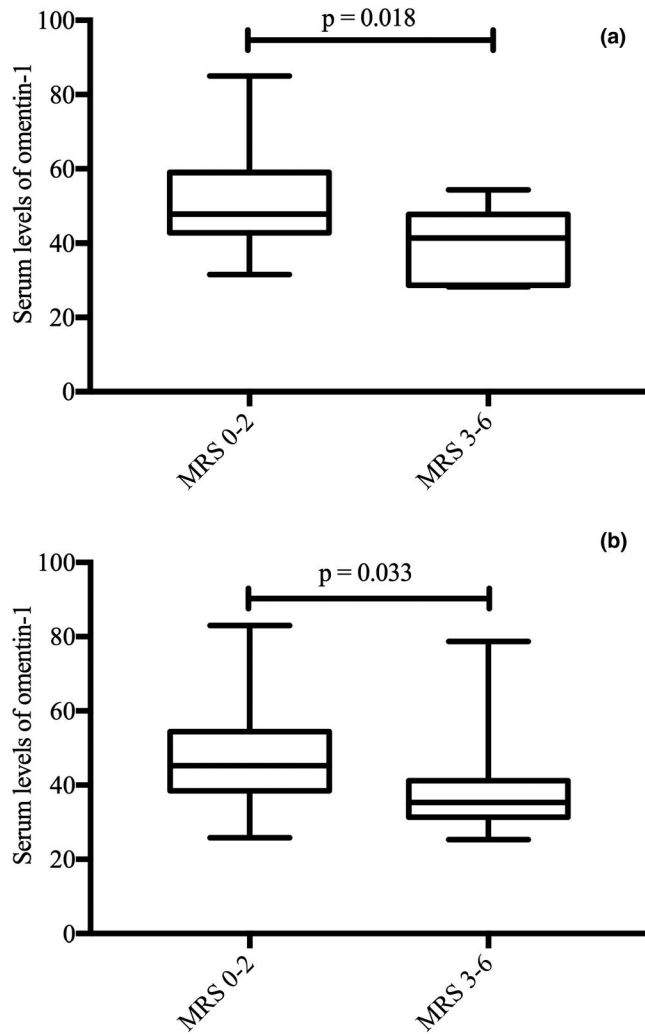 (a)
p = 0.018
Serum levels of omentin-1
100
80
60
40
20
0
MRS 0-2
MRS 3-6
(b)
p = 0.033
Serum levels of omentin-1
100
80
60
40
20
0
MRS 0-2
MRS 3-6